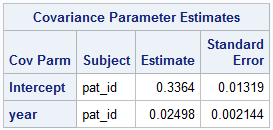 Covariance Parameter Estimates
Cov Parm Subject Estimate Standard Error
Intercept pat_id 0.3364 0.01319
year pat_id 0.02498 0.002144